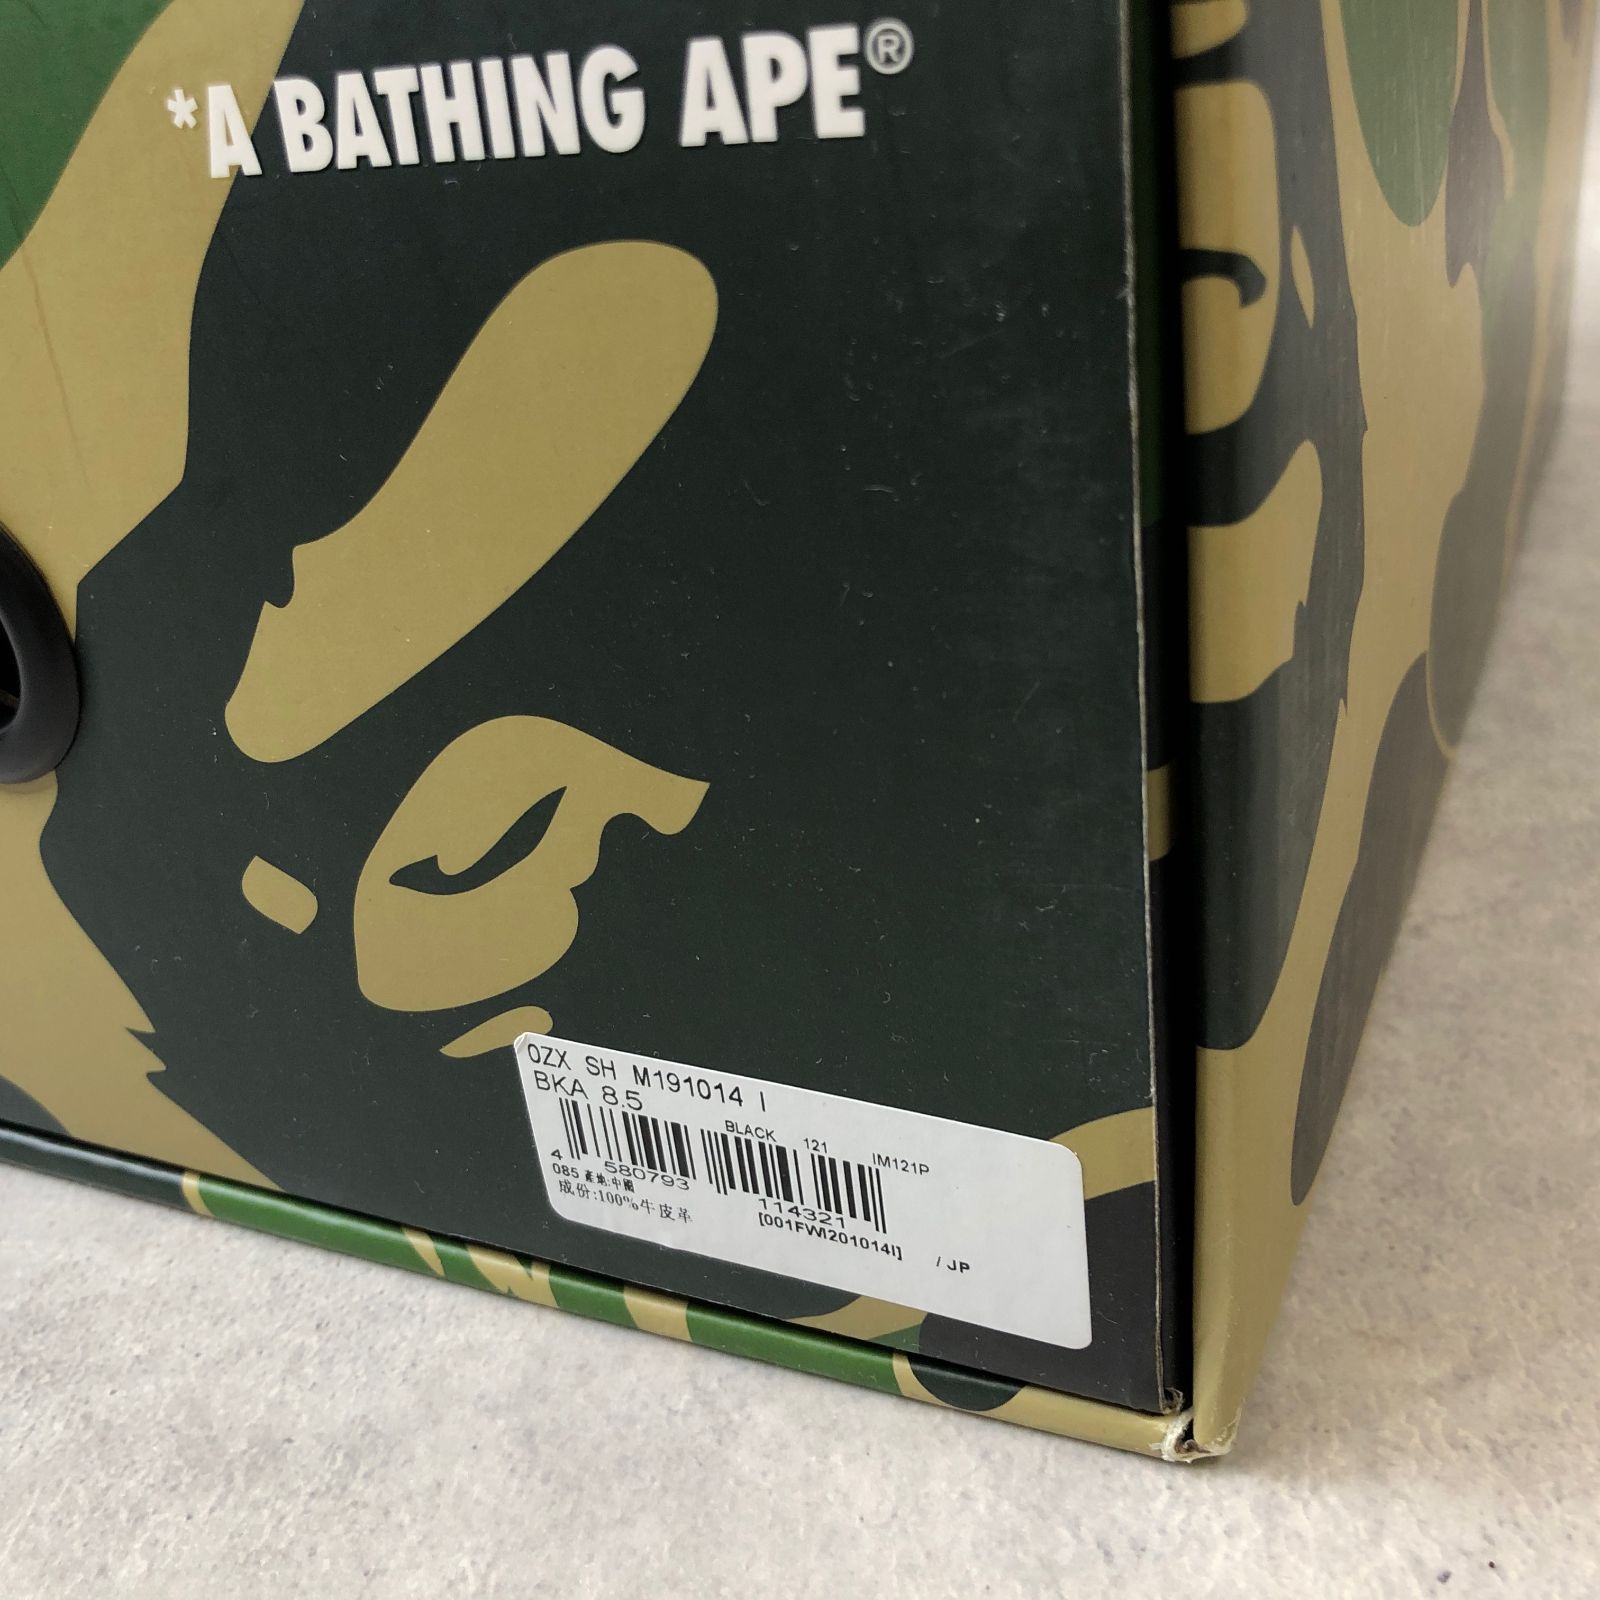 *A BATHING APE®
0ZX SH M191014 I
BKA 8.5
BLACK 121 IM121P
4 580793 114321
085 產地:中國
成份:100%牛皮革
[001FWI201014I] / JP